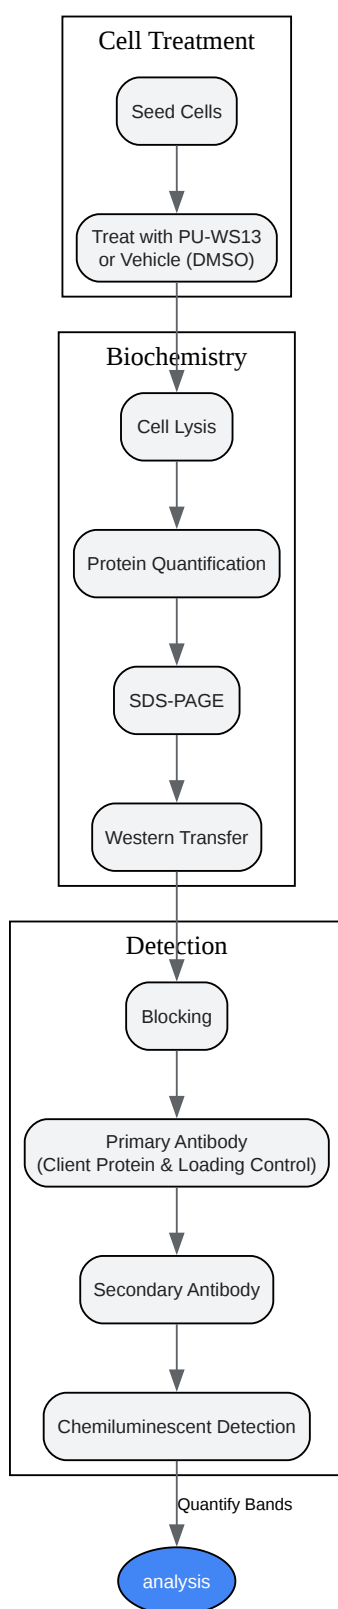 Cell Treatment
Seed Cells
Treat with PU-WS13
or Vehicle (DMSO)
Biochemistry
Cell Lysis
Protein Quantification
SDS-PAGE
Western Transfer
Detection
Blocking
Primary Antibody
(Client Protein & Loading Control)
Secondary Antibody
Chemiluminescent Detection
Quantify Bands
analysis